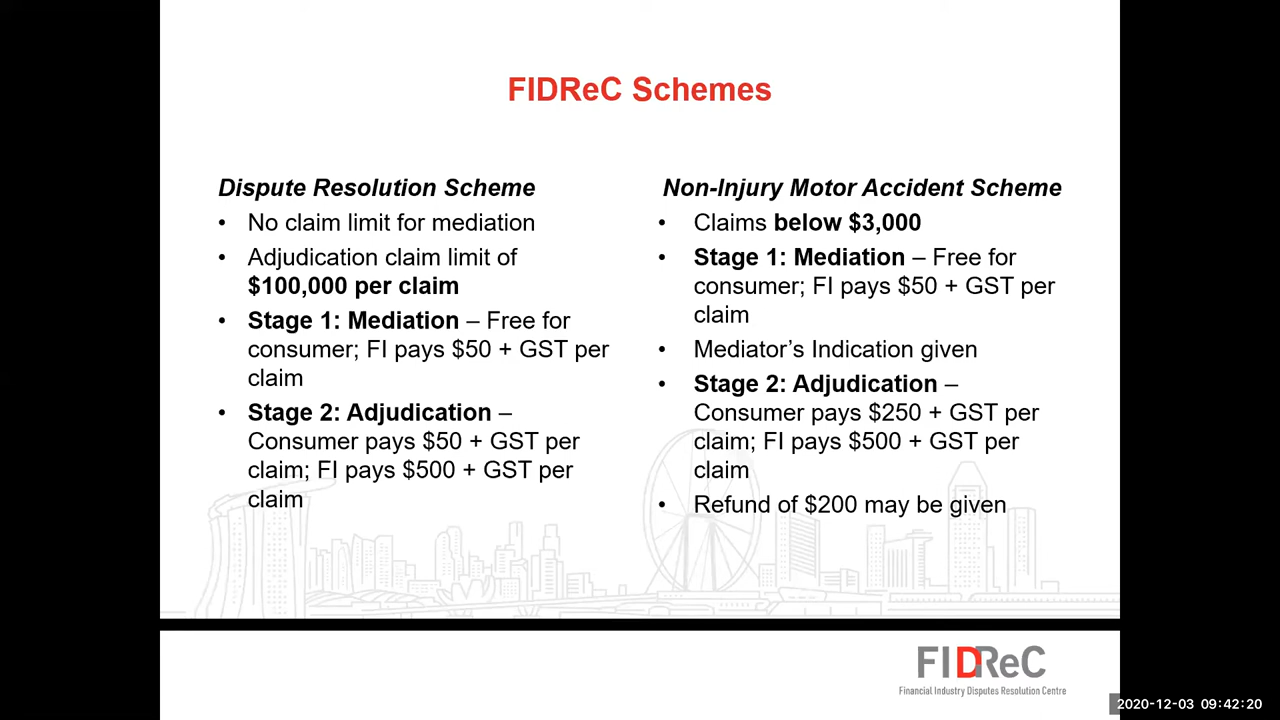 FIDReC Schemes
Dispute Resolution Scheme
• No claim limit for mediation
• Adjudication claim limit of
$100,000 per claim
• Stage 1: Mediation – Free for
consumer; FI pays $50 + GST per
claim
• Stage 2: Adjudication –
Consumer pays $50 + GST per
claim; FI pays $500 + GST per
claim
Non-Injury Motor Accident Scheme
• Claims below $3,000
• Stage 1: Mediation – Free for
consumer; FI pays $50 + GST per
claim
• Mediator’s Indication given
• Stage 2: Adjudication –
Consumer pays $250 + GST per
claim; FI pays $500 + GST per
claim
• Refund of $200 may be given
FIDReC
Financial Industry Disputes Resolution Centre
2020-12-03 09:42:20